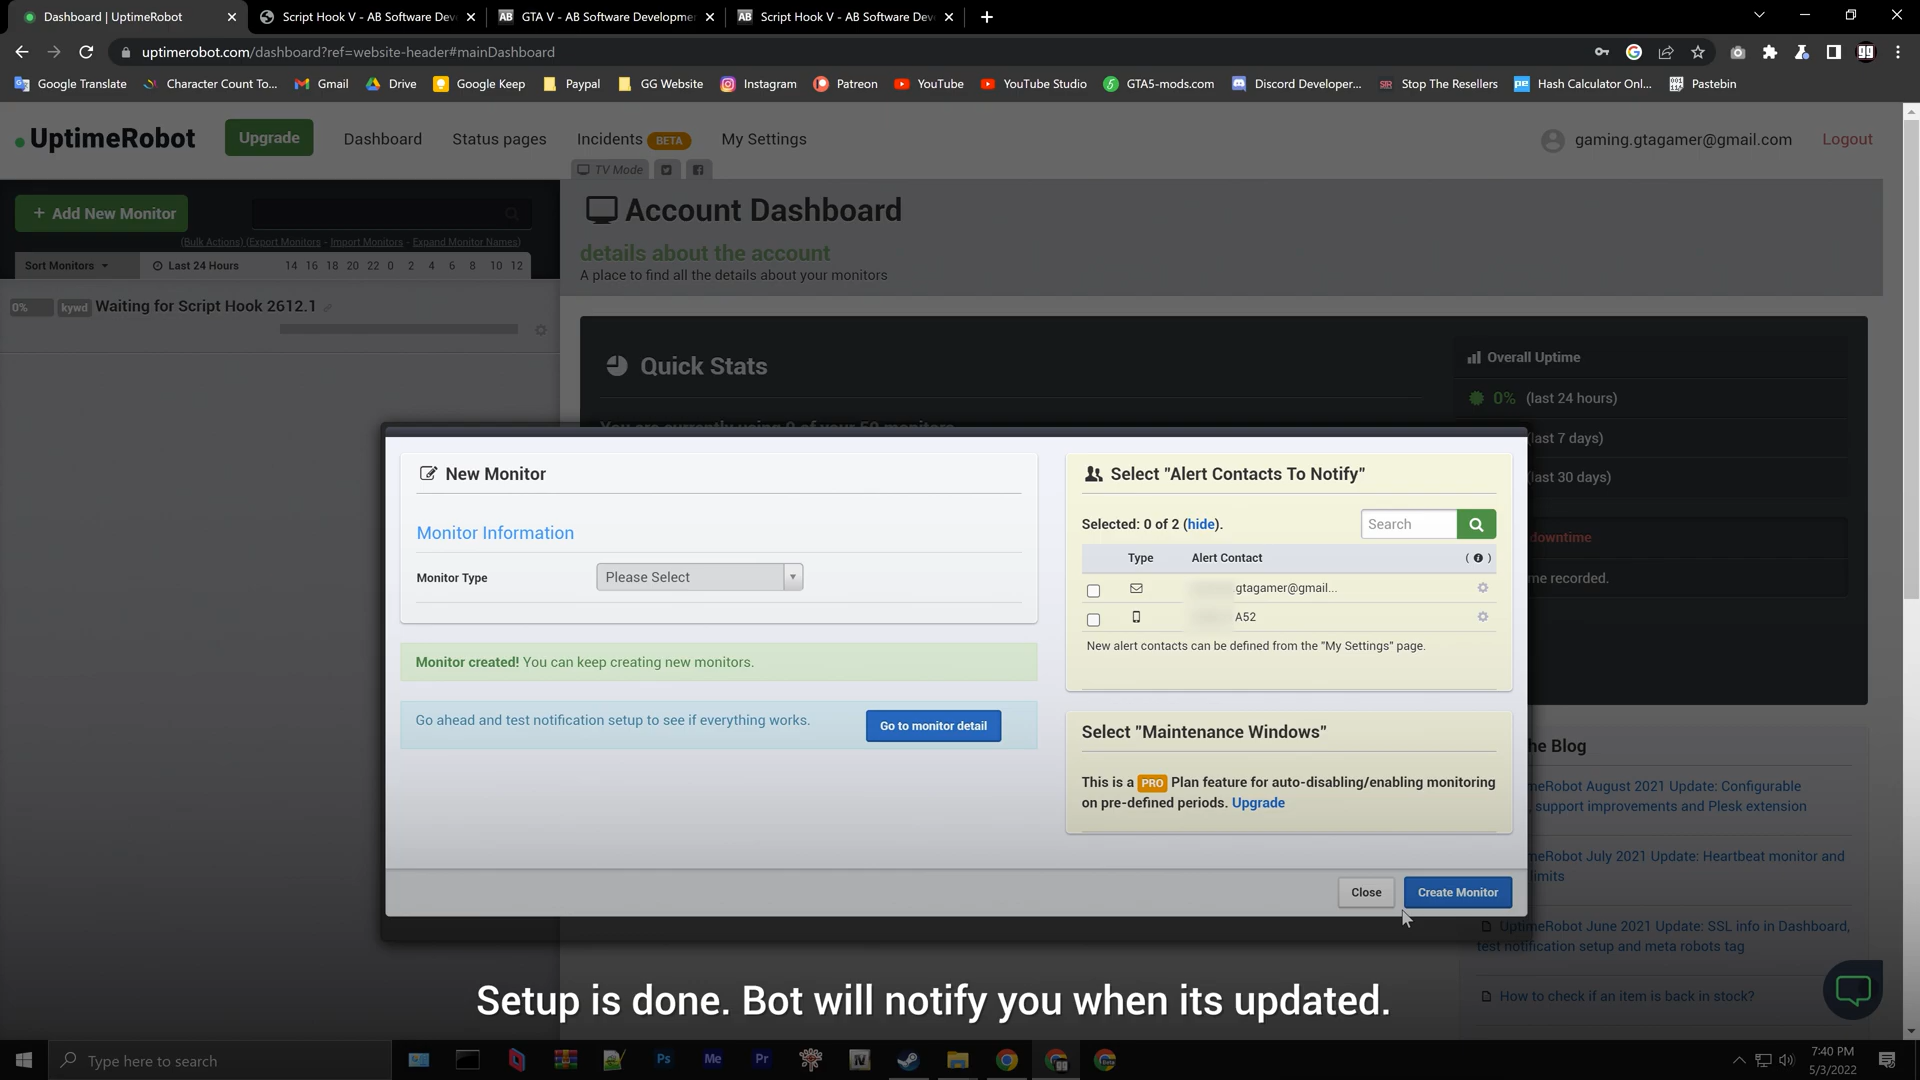 Dashboard | UptimeRobot
Script Hook V - AB Software Dev
GTA V - AB Software Developmen
Script Hook V - AB Software Dev
uptimerobot.com/dashboard?ref=website-header#mainDashboard
Google Translate
Character Count To...
Gmail
Drive
Google Keep
Paypal
GG Website
Instagram
Patreon
YouTube
YouTube Studio
GTA5-mods.com
Discord Developer...
Stop The Resellers
Hash Calculator Onl...
Pastebin
UptimeRobot
Upgrade
Dashboard
Status pages
Incidents BETA
My Settings
gaming.gtagamer@gmail.com
Logout
TV Mode
+ Add New Monitor
(Bulk Actions) (Export Monitors - Import Monitors - Expand Monitor Names)
Sort Monitors
Last 24 Hours
14 16 18 20 22 0 2 4 6 8 10 12
0% kywd Waiting for Script Hook 2612.1
Account Dashboard
details about the account
A place to find all the details about your monitors
Quick Stats
Overall Uptime
0% (last 24 hours)
last 7 days)
last 30 days)
downtime
me recorded.
New Monitor
Monitor Information
Monitor Type
Please Select
Monitor created! You can keep creating new monitors.
Go ahead and test notification setup to see if everything works.
Go to monitor detail
Select "Alert Contacts To Notify"
Selected: 0 of 2 (hide).
Search
Type
Alert Contact
gtagamer@gmail...
A52
New alert contacts can be defined from the "My Settings" page.
Select "Maintenance Windows"
This is a PRO Plan feature for auto-disabling/enabling monitoring
on pre-defined periods. Upgrade
Close
Create Monitor
he Blog
meRobot August 2021 Update: Configurable
, support improvements and Plesk extension
meRobot July 2021 Update: Heartbeat monitor and
limits
UptimeRobot June 2021 Update: SSL info in Dashboard,
test notification setup and meta robots tag
How to check if an item is back in stock?
Setup is done. Bot will notify you when its updated.
Type here to search
Ps
Me
Pr
IV
7:40 PM
5/3/2022